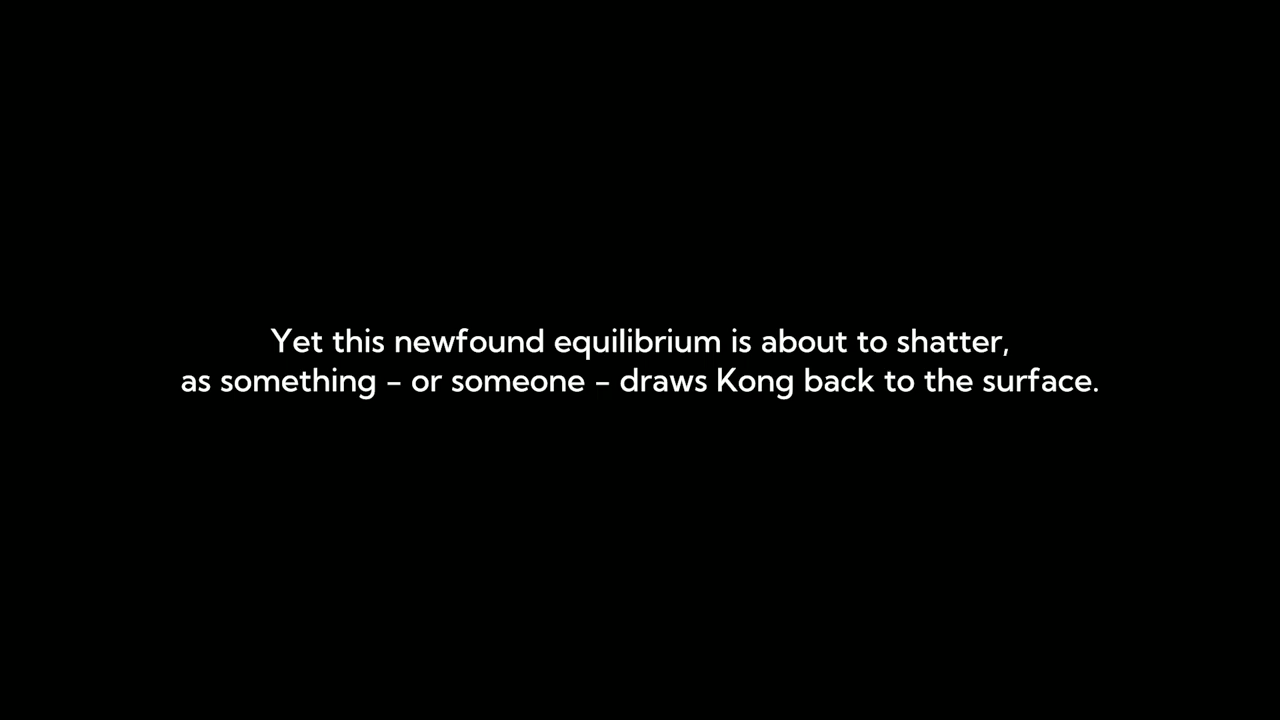 Yet this newfound equilibrium is about to shatter,
as something - or someone - draws Kong back to the surface.